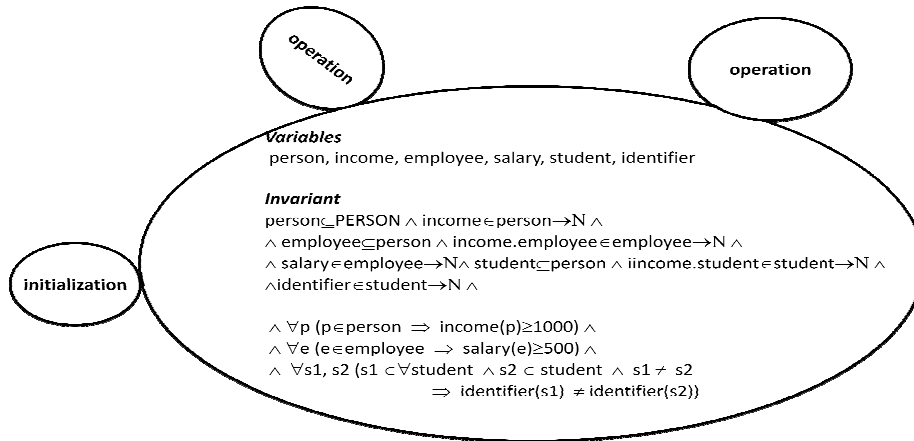 operation
operation
Variables
person, income, employee, salary, student, identifier
Invariant
person⊆PERSON ∧ income∈person→N ∧
∧ employee⊆person ∧ income.employee∈employee→N ∧
∧ salary∈employee→N∧ student⊆person ∧ iincome.student∈student→N ∧
∧identifier∈student→N ∧
initialization
∧ ∀p (p∈person ⇒ income(p)≥1000) ∧
∧ ∀e (e∈employee ⇒ salary(e)≥500) ∧
∧ ∀s1, s2 (s1 ⊂∀student ∧ s2 ⊂ student ∧ s1 ≠ s2
⇒ identifier(s1) ≠identifier(s2))